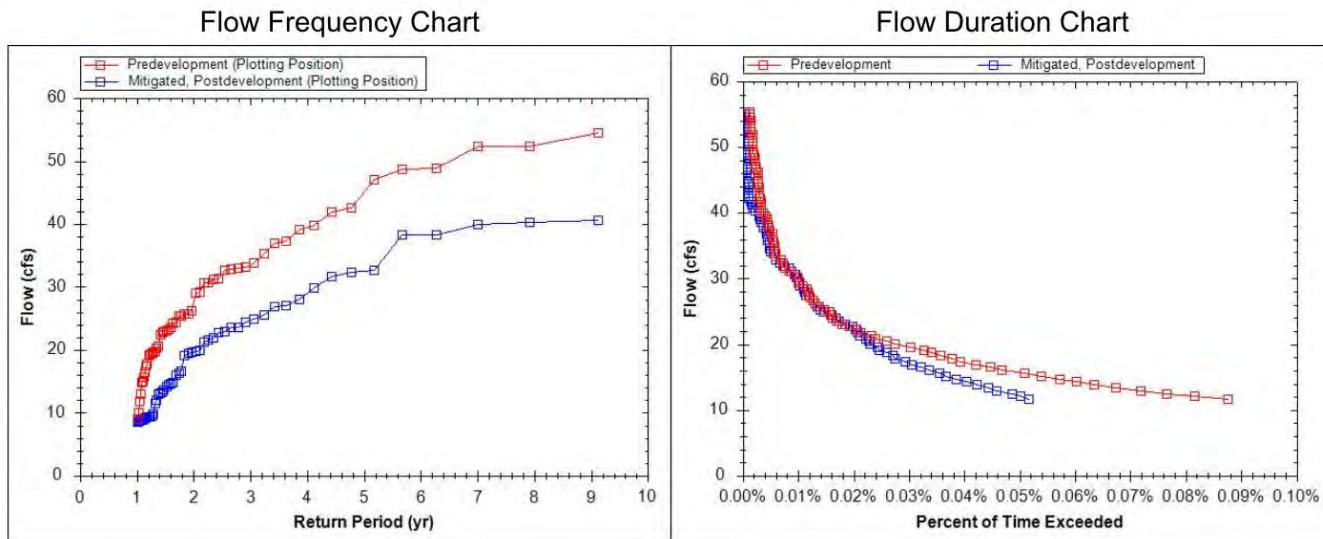 Flow Frequency Chart
Predevelopment (Plotting Position)
Mitigated, Postdevelopment (Plotting Position)
60
50
40
30
20
10
0
Flow (cfs)
0 1 2 3 4 5 6 7 8 9 10
Return Period (yr)
Flow Duration Chart
Predevelopment Mitigated, Postdevelopment
60
50
40
30
20
10
0
Flow (cfs)
0.00% 0.01% 0.02% 0.03% 0.04% 0.05% 0.06% 0.07% 0.08% 0.09% 0.10%
Percent of Time Exceeded